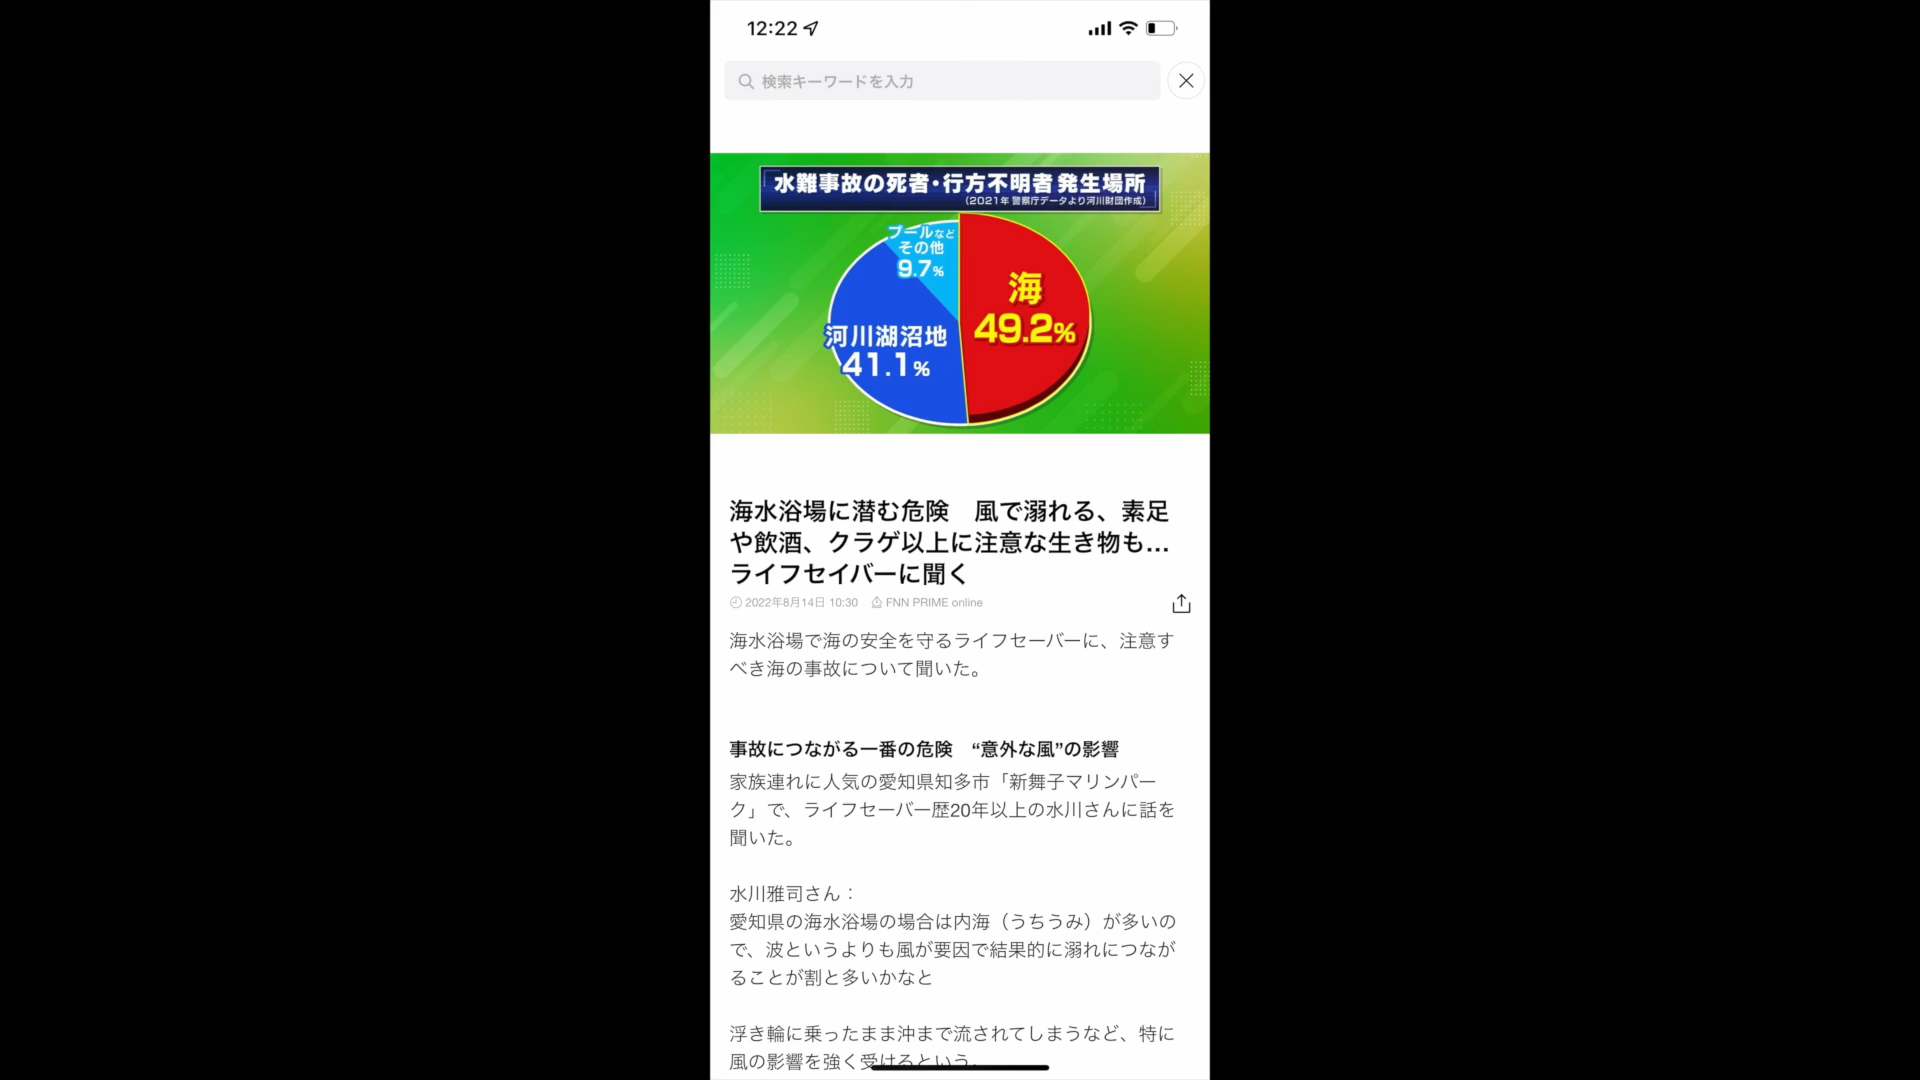 12:22
検索キーワードを入力
水難事故の死者・行方不明者 発生場所
(2021年 警察庁データより河川財団作成)
プールなど
その他
9.7%
海
49.2%
河川湖沼地
41.1%
海水浴場に潜む危険　風で溺れる、素足
や飲酒、クラゲ以上に注意な生き物も…
ライフセイバーに聞く
2022年8月14日 10:30 FNN PRIME online
海水浴場で海の安全を守るライフセーバーに、注意す
べき海の事故について聞いた。
事故につながる一番の危険　“意外な風”の影響
家族連れに人気の愛知県知多市「新舞子マリンパー
ク」で、ライフセーバー歴20年以上の水川さんに話を
聞いた。
水川雅司さん：
愛知県の海水浴場の場合は内海（うちうみ）が多いの
で、波というよりも風が要因で結果的に溺れにつなが
ることが割と多いかなと
浮き輪に乗ったまま沖まで流されてしまうなど、特に
風の影響を強く受けるという。